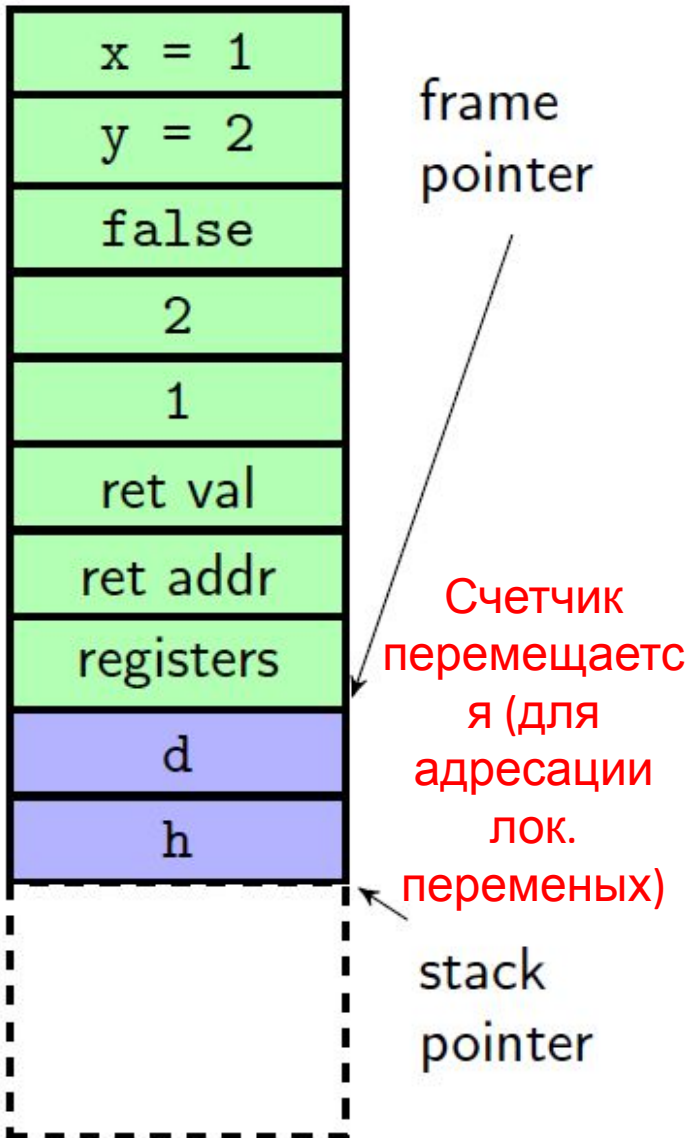 x = 1
y = 2
false
2
1
ret val
ret addr
registers
d
h
frame
pointer
Счетчик
перемещаетс
я (для
адресации
лок.
переменых)
stack
pointer